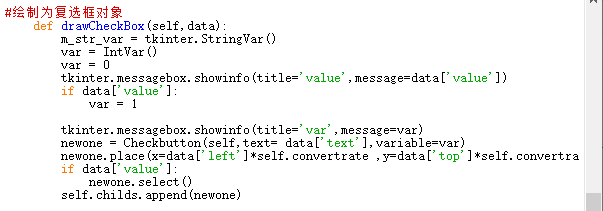 #绘制为复选框对象
def drawCheckBox(self,data):
m_str_var = tkinter.StringVar()
var = IntVar()
var = 0
tkinter.messagebox.showinfo(title='value',message=data['value'])
if data['value']:
var = 1
tkinter.messagebox.showinfo(title='var',message=var)
newone = Checkbutton(self,text= data['text'],variable=var)
newone.place(x=data['left']*self.convertrate ,y=data['top']*self.convertra
if data['value']:
newone.select()
self.childs.append(newone)